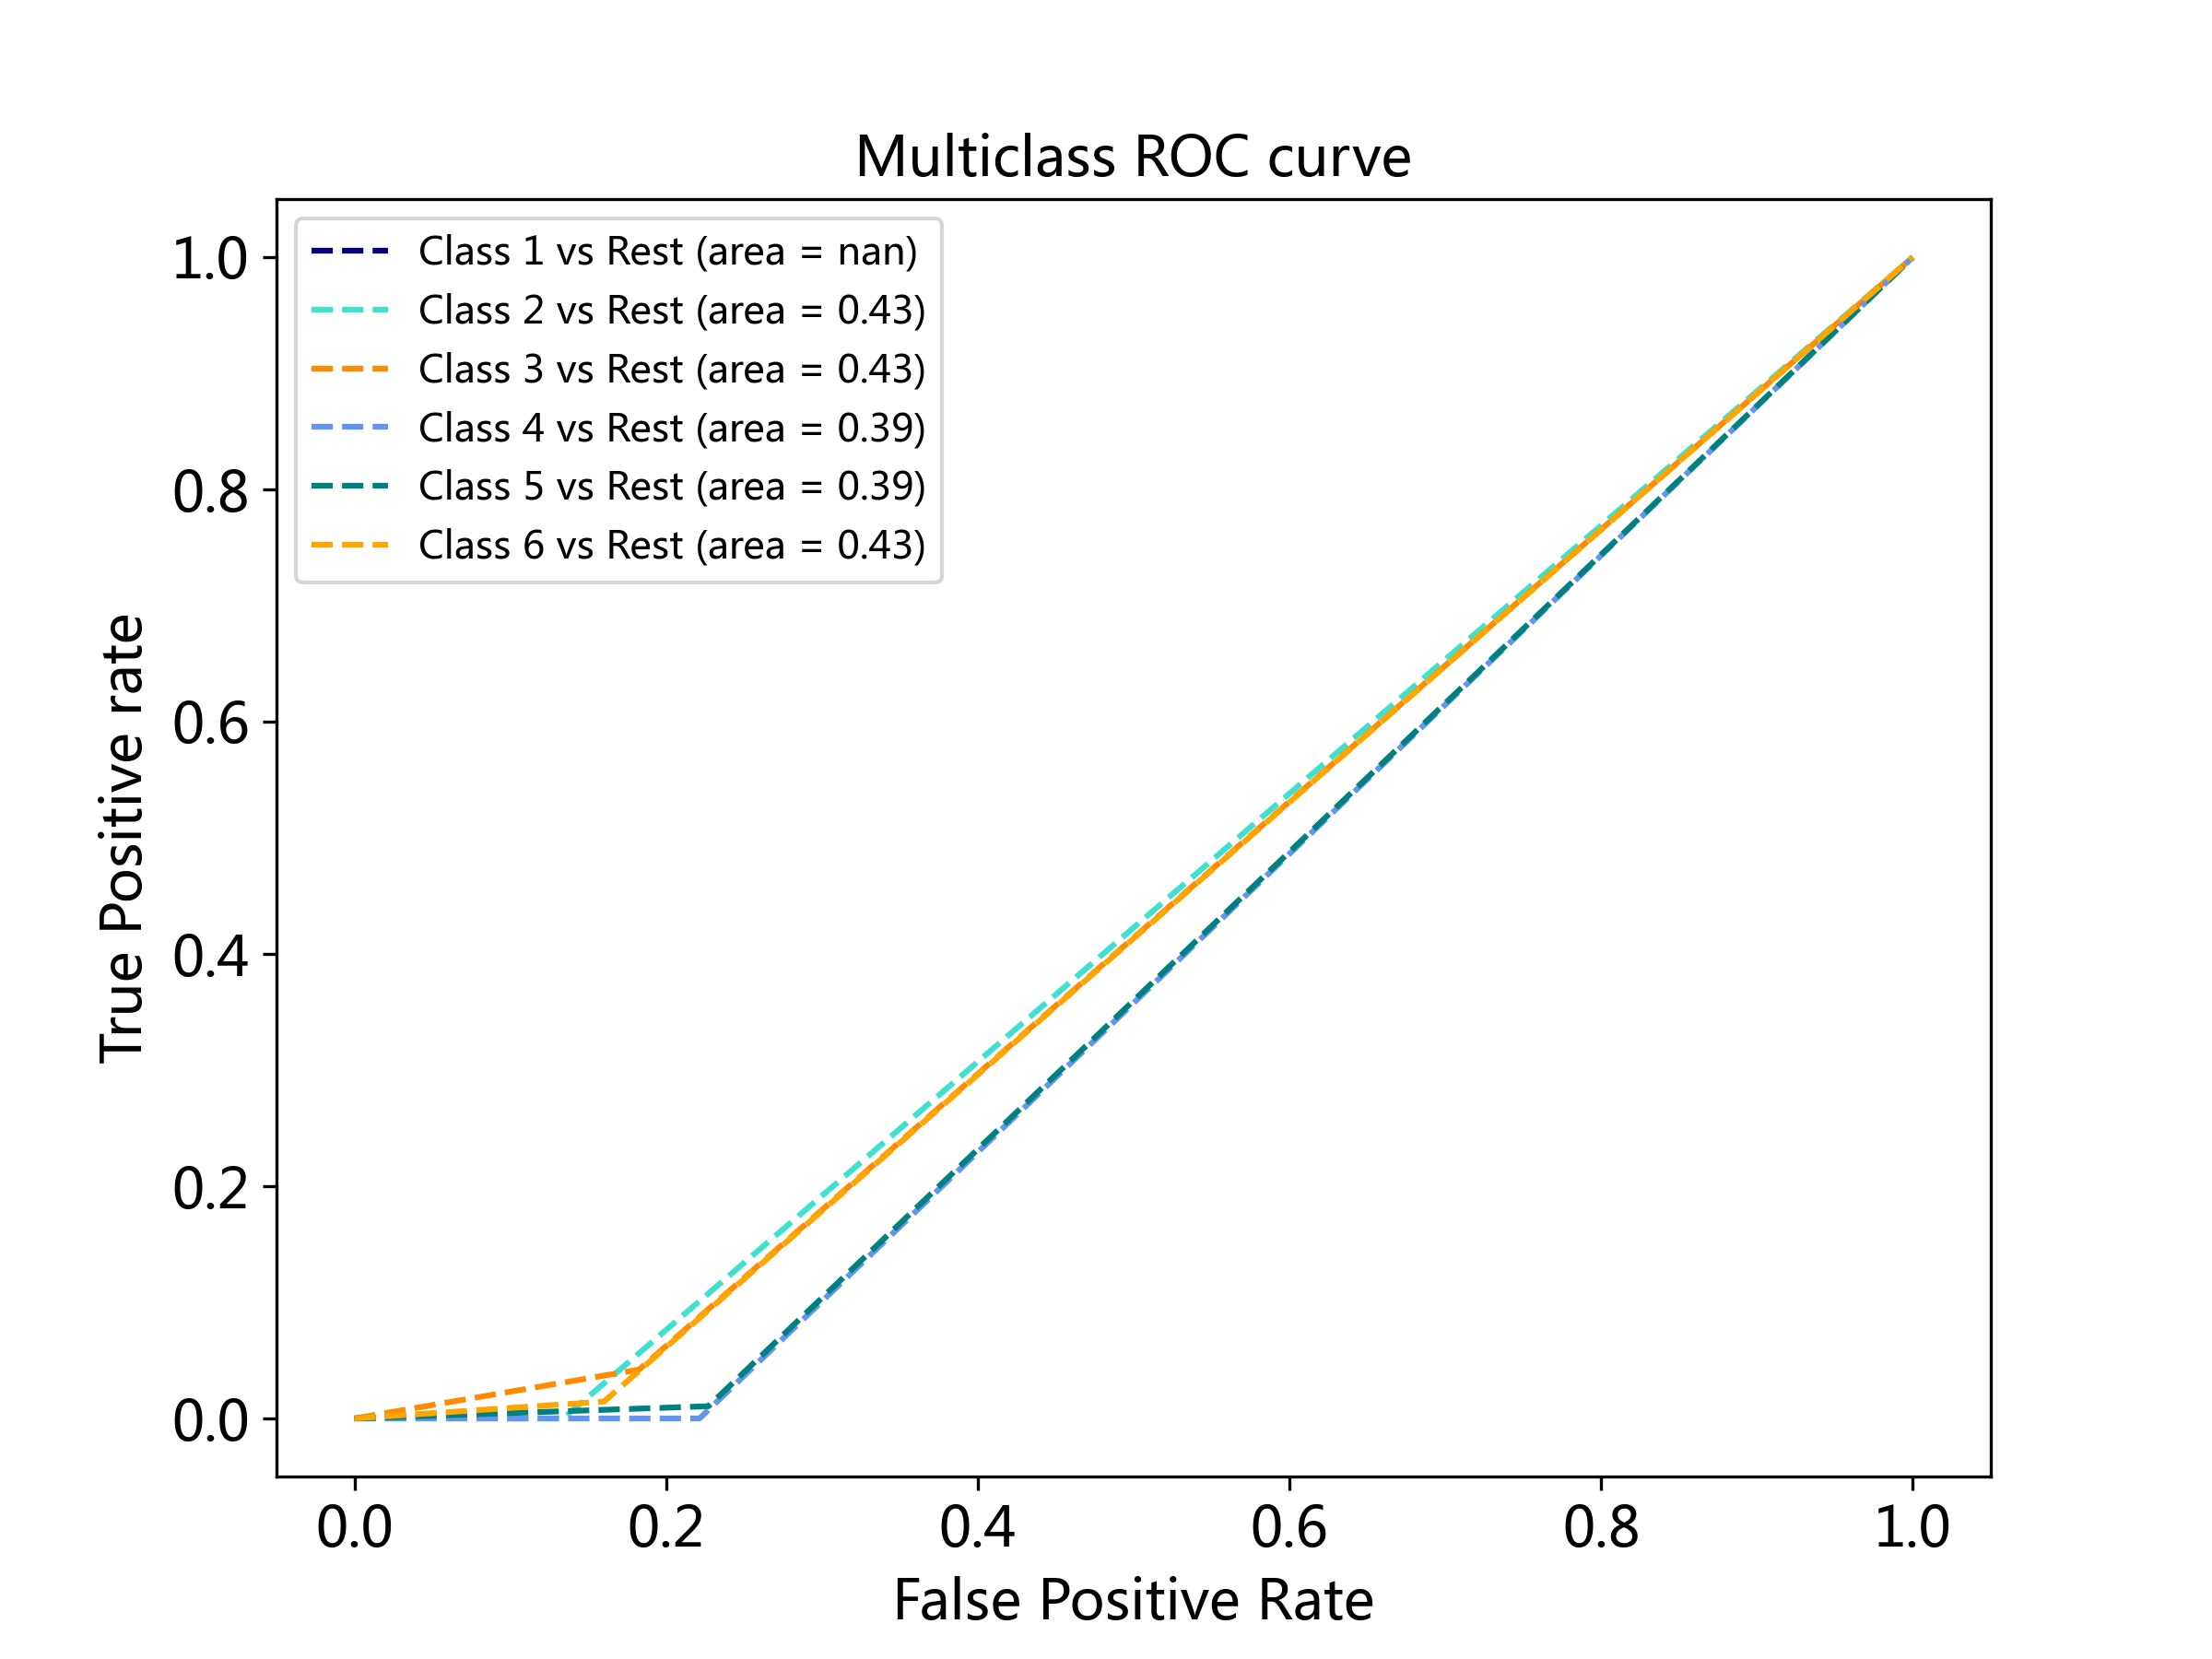 Multiclass ROC curve
Class 1 vs Rest (area = nan)
Class 2 vs Rest (area = 0.43)
Class 3 vs Rest (area = 0.43)
Class 4 vs Rest (area = 0.39)
Class 5 vs Rest (area = 0.39)
Class 6 vs Rest (area = 0.43)
True Positive rate
1.0
0.8
0.6
0.4
0.2
0.0
0.0 0.2 0.4 0.6 0.8 1.0
False Positive Rate